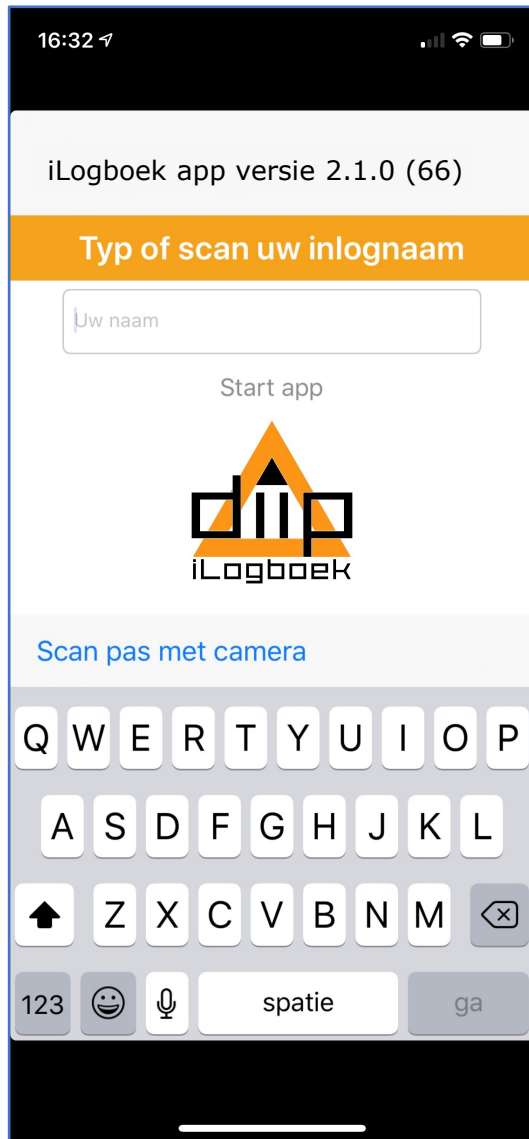 16:32
iLogboek app versie 2.1.0 (66)
Typ of scan uw inlognaam
Uw naam
Start app
diip
iLogboek
Scan pas met camera
Q W E R T Y U I O P
A S D F G H J K L
Z X C V B N M
123 spatie ga